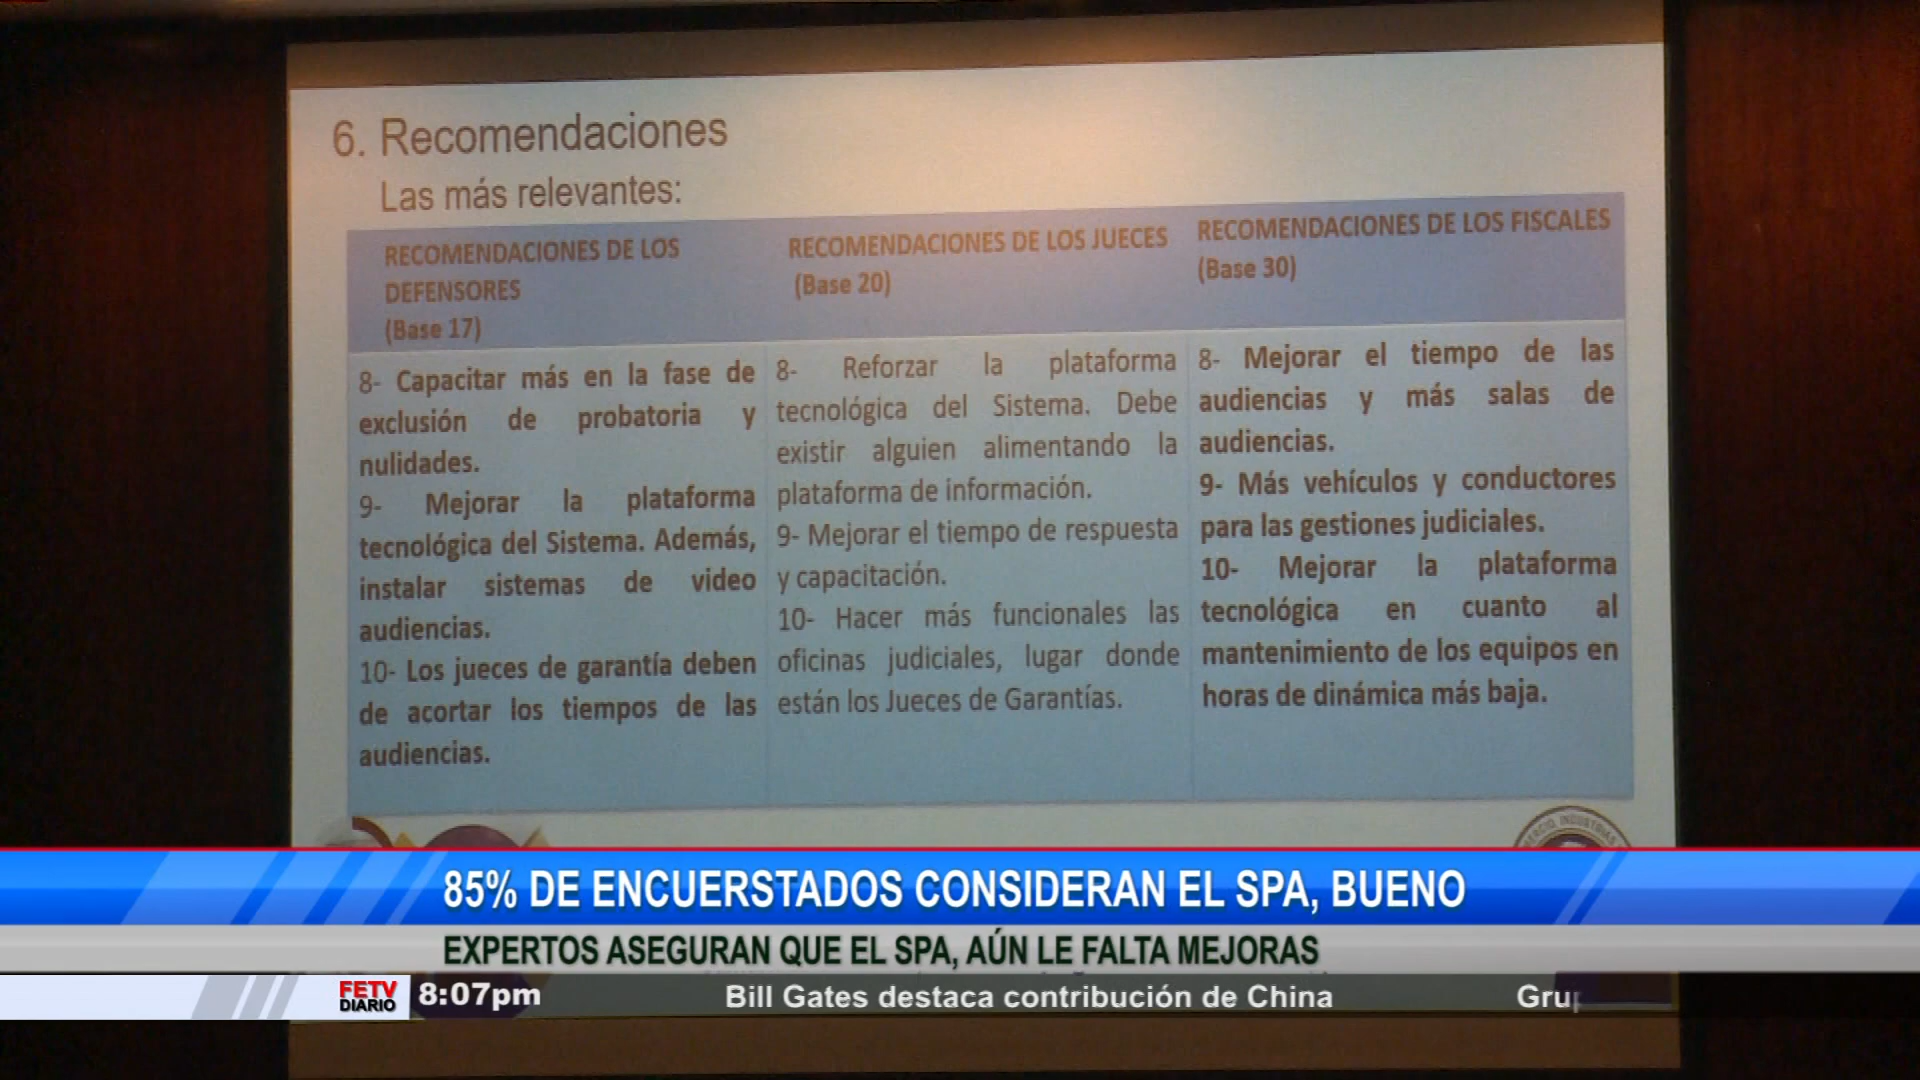 6. Recomendaciones
Las más relevantes:
RECOMENDACIONES DE LOS
DEFENSORES
(Base 17)
8- Capacitar más en la fase de
exclusión de probatoria y
nulidades.
9- Mejorar la plataforma
tecnológica del Sistema. Además,
instalar sistemas de video
audiencias.
10- Los jueces de garantía deben
de acortar los tiempos de las
audiencias.
RECOMENDACIONES DE LOS JUECES
(Base 20)
8- Reforzar la plataforma
tecnológica del Sistema. Debe
existir alguien alimentando la
plataforma de información.
9- Mejorar el tiempo de respuesta
y capacitación.
10- Hacer más funcionales las
oficinas judiciales, lugar donde
están los Jueces de Garantías.
RECOMENDACIONES DE LOS FISCALES
(Base 30)
8- Mejorar el tiempo de las
audiencias y más salas de
audiencias.
9- Más vehículos y conductores
para las gestiones judiciales.
10- Mejorar la plataforma
tecnológica en cuanto al
mantenimiento de los equipos en
horas de dinámica más baja.
85% DE ENCUERSTADOS CONSIDERAN EL SPA, BUENO
EXPERTOS ASEGURAN QUE EL SPA, AÚN LE FALTA MEJORAS
FETV
DIARIO
8:07pm
Bill Gates destaca contribución de China